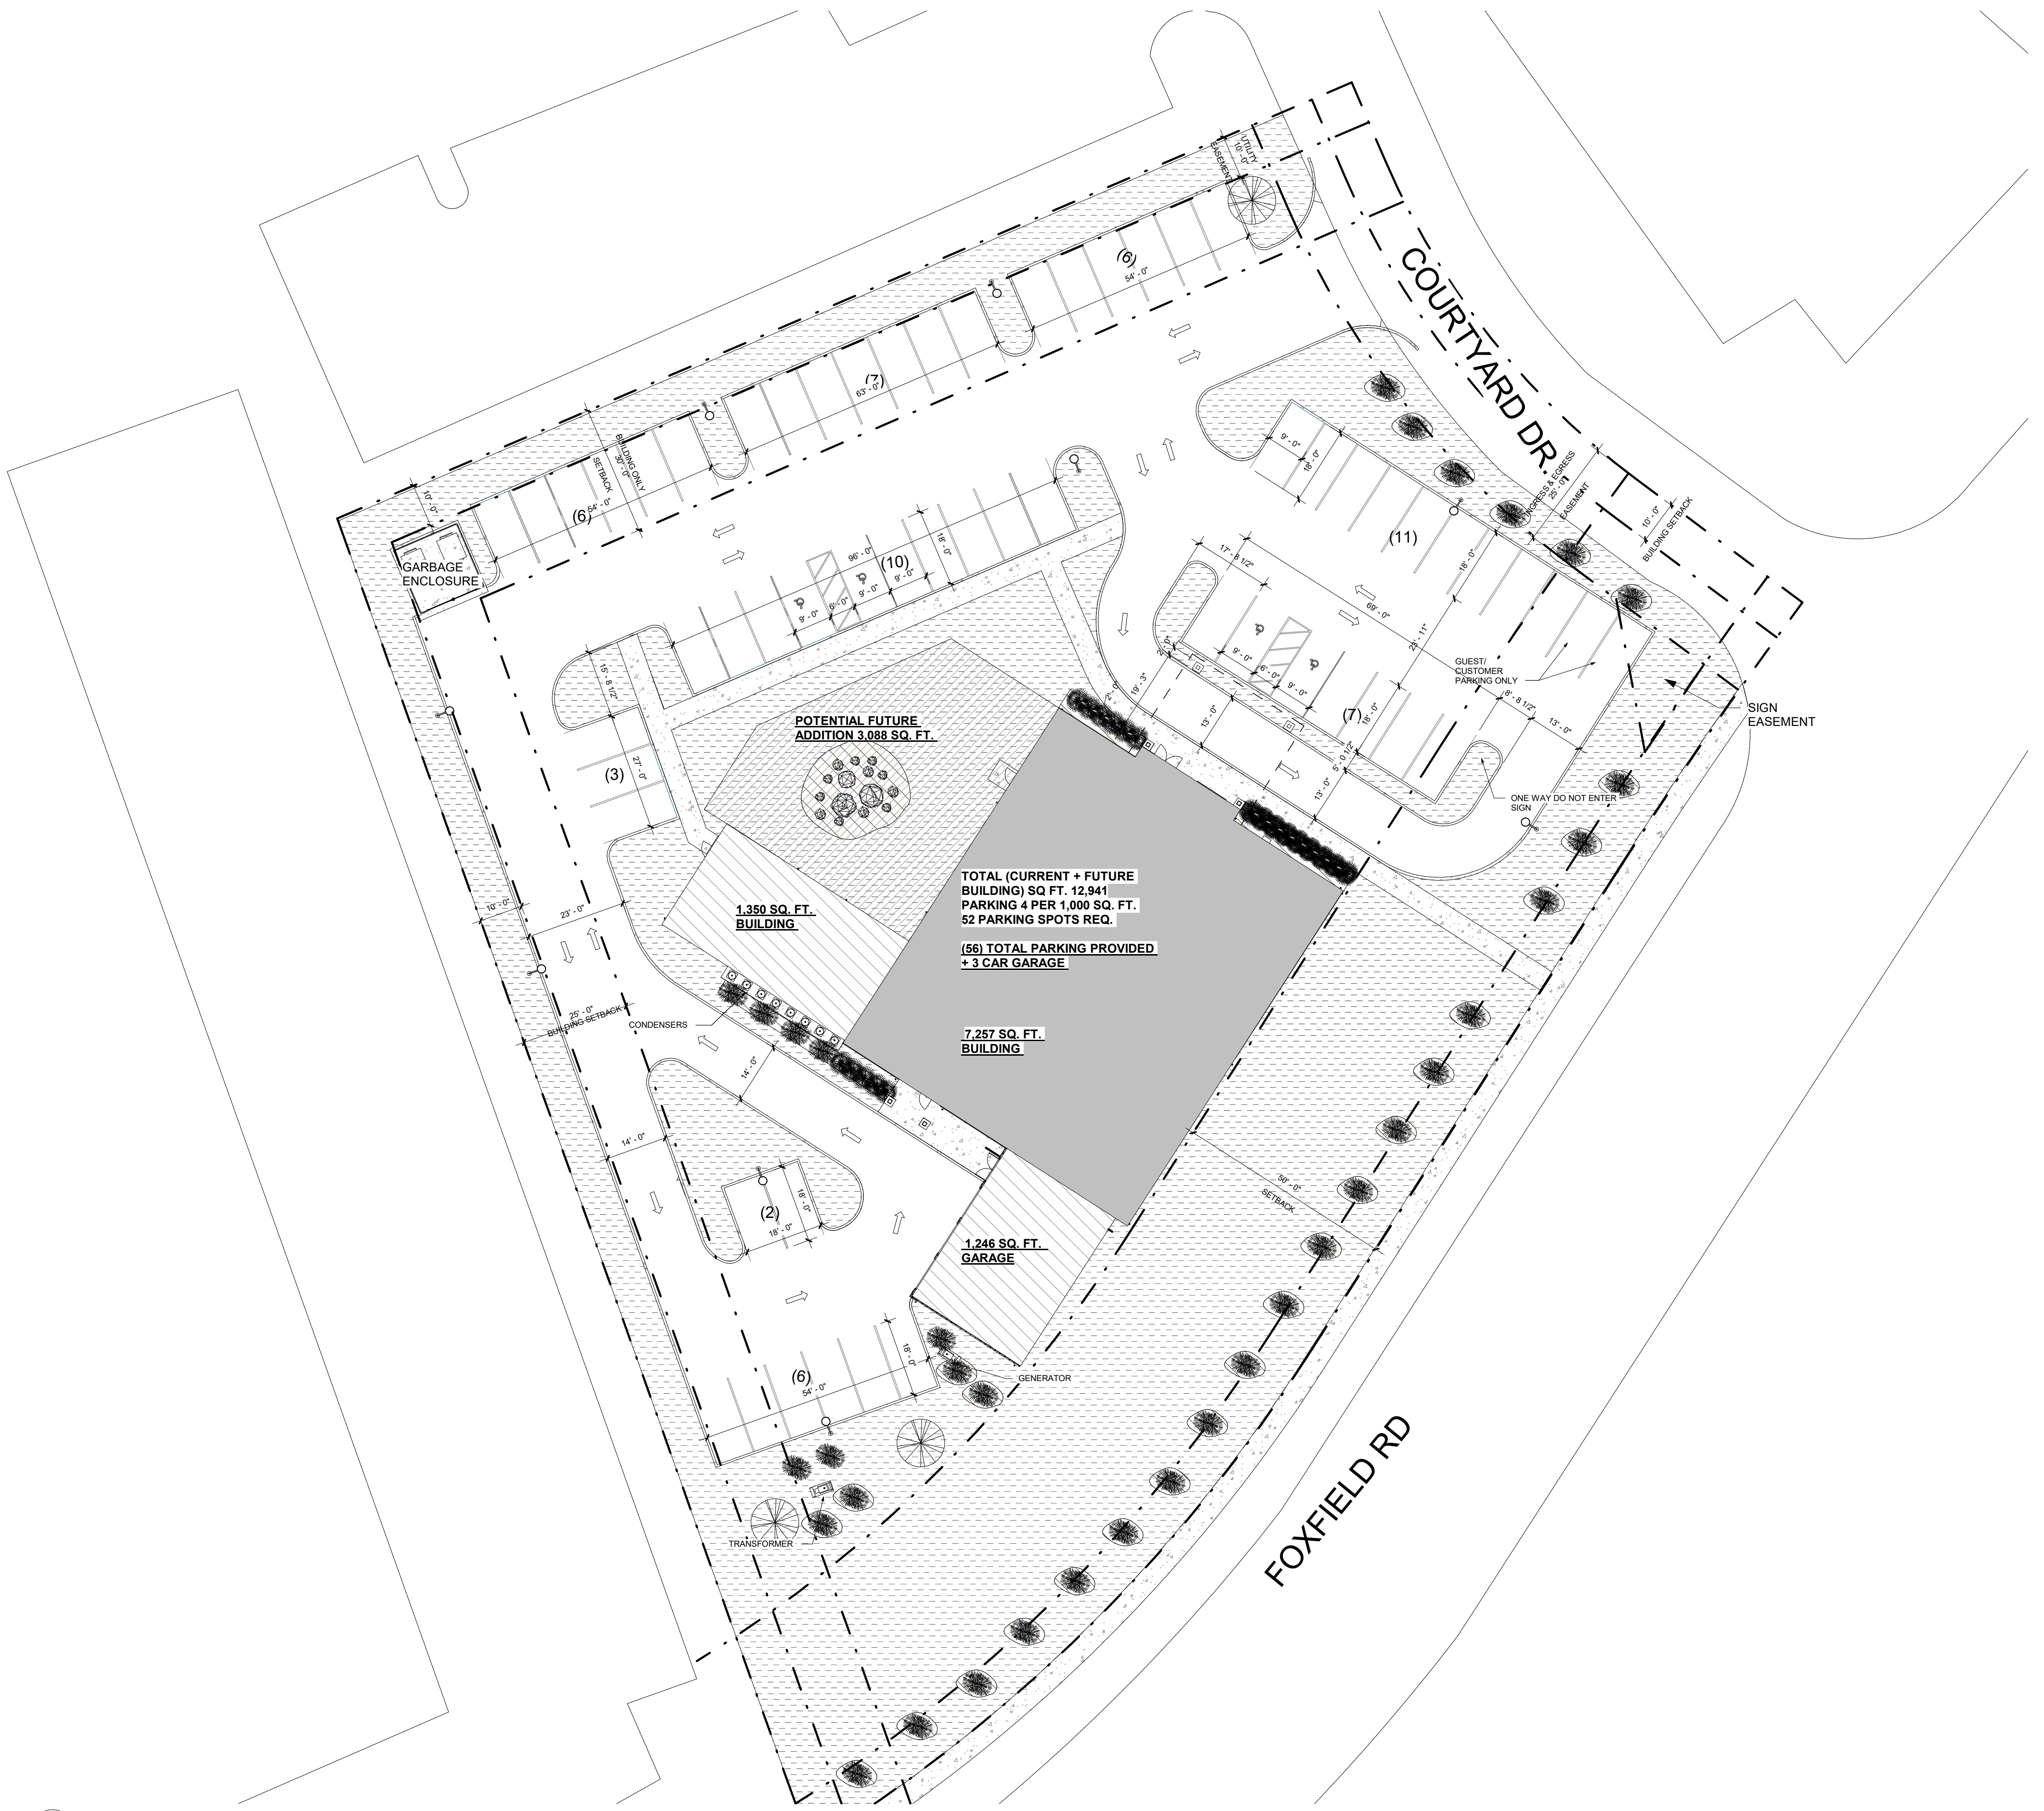 UTILITY
10' - 0"
EASEMENT
COURTYARD DR.
(6)
54' - 0"
(7)
63' - 0"
BUILDING ONLY
30' - 0"
SETBACK
(6)
54' - 0"
10' - 0"
GARBAGE
ENCLOSURE
96' - 0"
(10)
18' - 0"
9' - 0"
6' - 0"
9' - 0"
9' - 0"
9' - 0"
18' - 0"
(11)
INGRESS & EGRESS
25' - 0"
EASEMENT
10' - 0"
BUILDING SETBACK
17' - 8 1/2"
69' - 0"
18' - 0"
23' - 11"
9' - 0"
6' - 0"
9' - 0"
GUEST/
CUSTOMER
PARKING ONLY
2' - 0"
19' - 3"
2' - 0"
13' - 0"
(7)
18' - 0"
8' - 8 1/2"
13' - 0"
5' - 0 1/2"
13' - 0"
SIGN
EASEMENT
ONE WAY DO NOT ENTER
SIGN
15' - 8 1/2"
(3)
27' - 0"
POTENTIAL FUTURE
ADDITION 3,088 SQ. FT.
TOTAL (CURRENT + FUTURE
BUILDING) SQ FT. 12,941
PARKING 4 PER 1,000 SQ. FT.
52 PARKING SPOTS REQ.
(56) TOTAL PARKING PROVIDED
+ 3 CAR GARAGE
1,350 SQ. FT.
BUILDING
7,257 SQ. FT.
BUILDING
10' - 0"
23' - 0"
25' - 0"
BUILDING SETBACK
CONDENSERS
14' - 0"
14' - 0"
(2)
18' - 0"
18' - 0"
50' - 0"
SETBACK
1,246 SQ. FT.
GARAGE
18' - 0"
(6)
54' - 0"
GENERATOR
TRANSFORMER
FOXFIELD RD